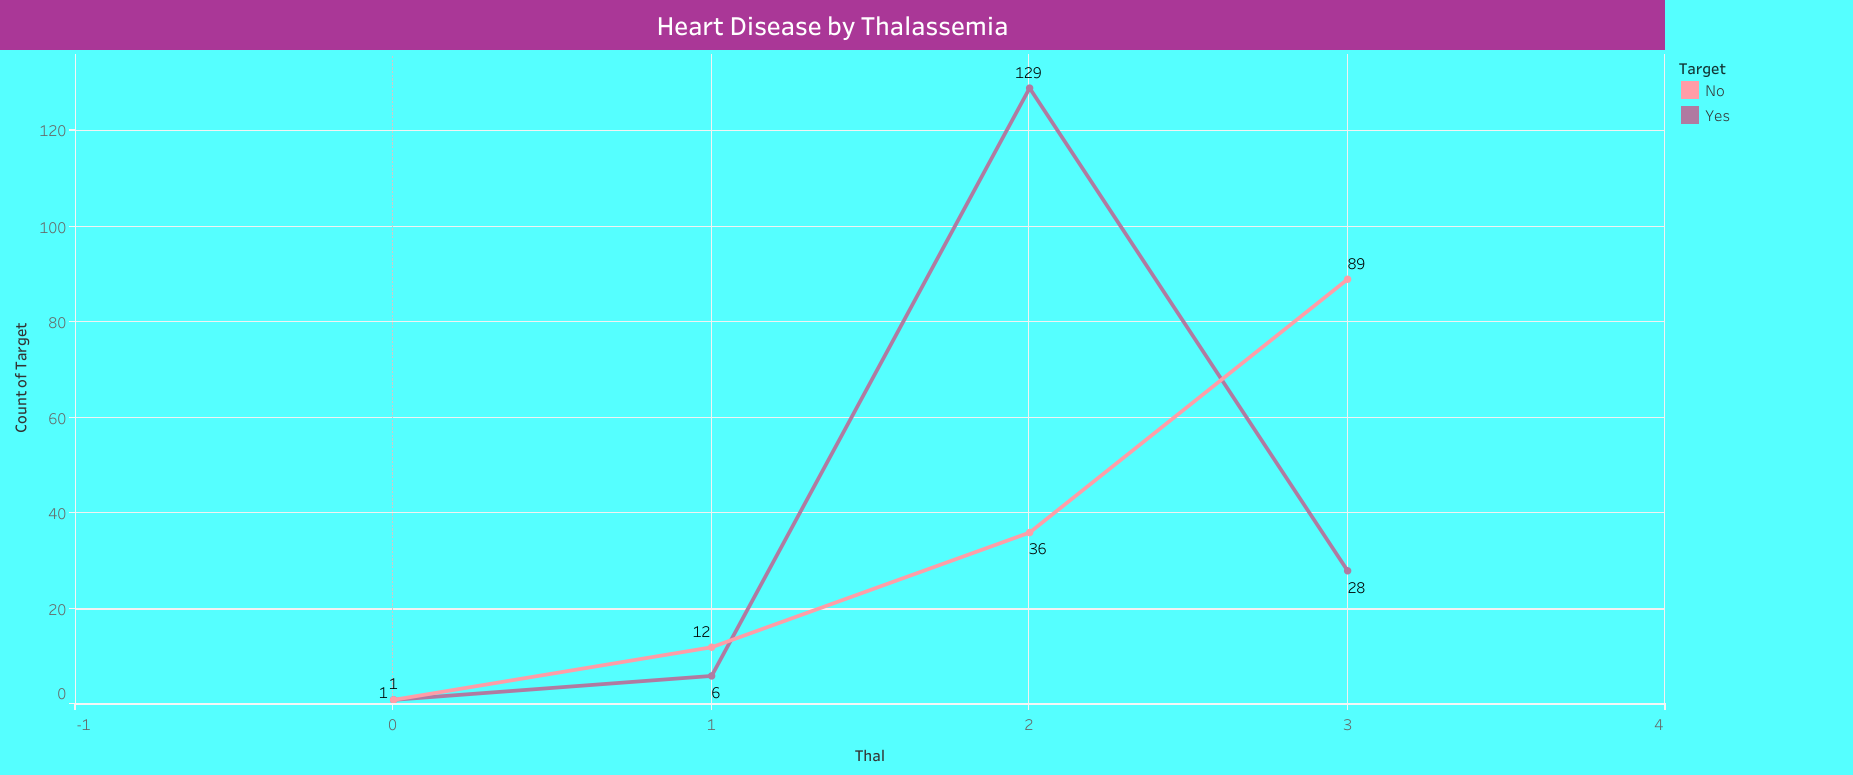 Heart Disease by Thalassemia
Target
No
Yes
Count of Target
120
100
80
60
40
20
0
129
89
36
28
12
6
1
1
-1 0 1 2 3 4
Thal